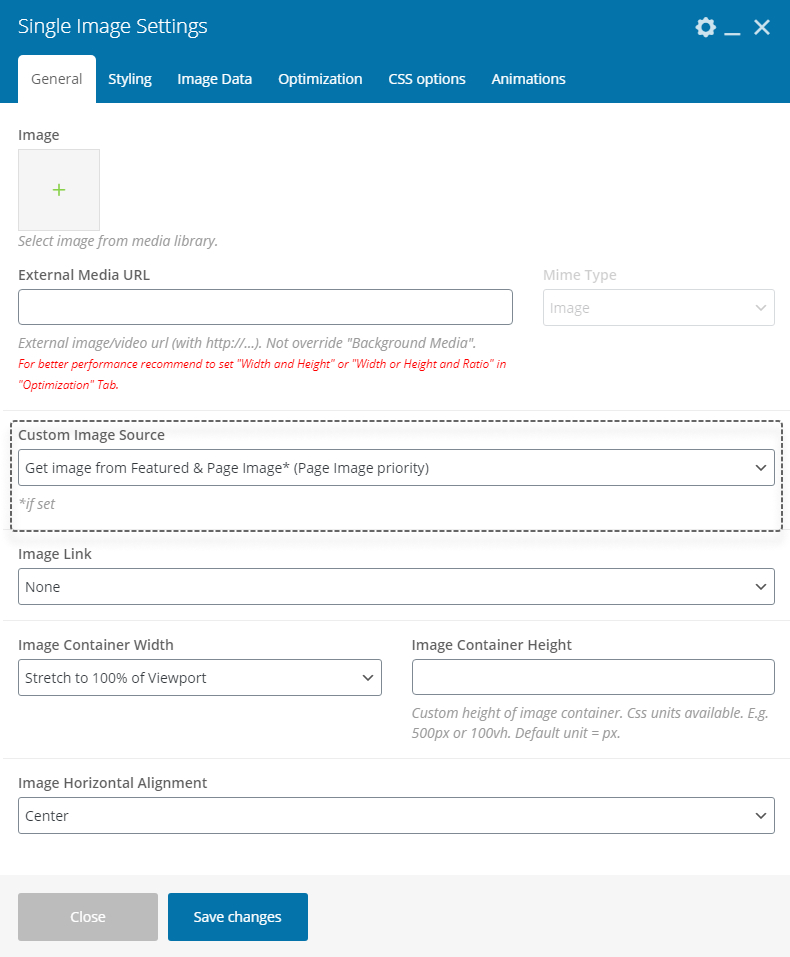 Single Image Settings
General Styling Image Data Optimization CSS options Animations
Image
+
Select image from media library.
External Media URL Mime Type
Image
External image/video url (with http://...). Not override "Background Media".
For better performance recommend to set "Width and Height" or "Width or Height and Ratio" in
"Optimization" Tab.
Custom Image Source
Get image from Featured & Page Image* (Page Image priority)
*if set
Image Link
None
Image Container Width Image Container Height
Stretch to 100% of Viewport
Custom height of image container. Css units available. E.g.
500px or 100vh. Default unit = px.
Image Horizontal Alignment
Center
Close Save changes